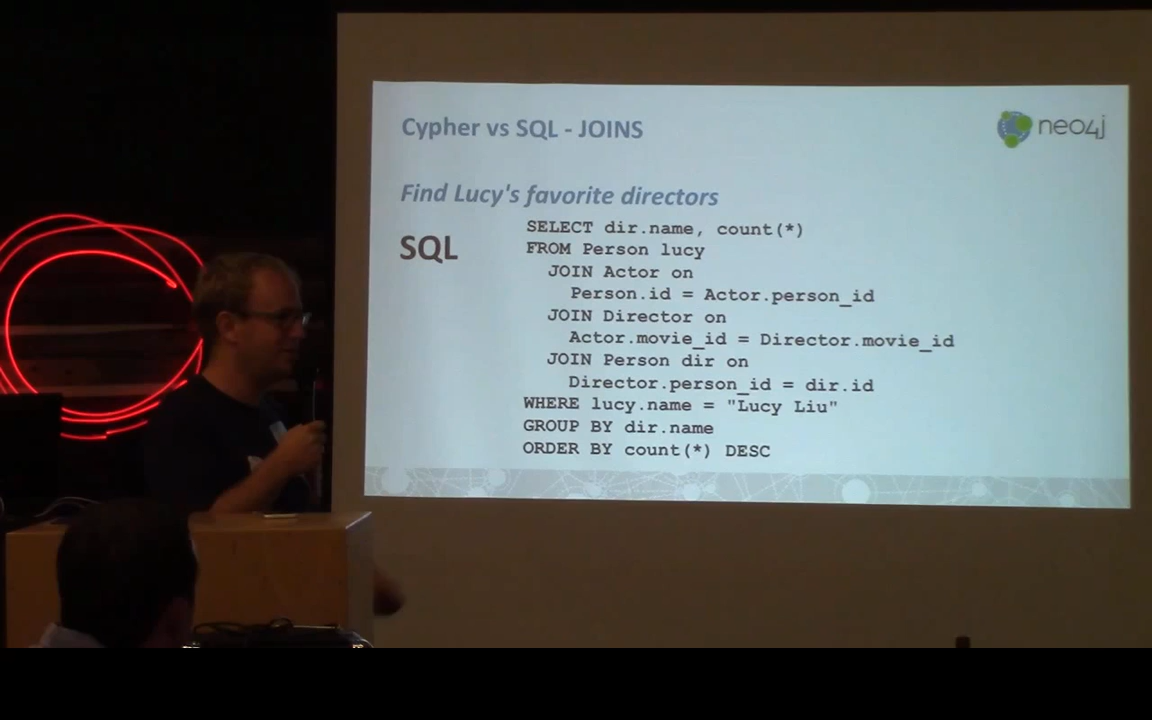 Cypher vs SQL - JOINS
neo4j
Find Lucy's favorite directors
SQL
SELECT dir.name, count(*)
FROM Person lucy
JOIN Actor on
Person.id = Actor.person_id
JOIN Director on
Actor.movie_id = Director.movie_id
JOIN Person dir on
Director.person_id = dir.id
WHERE lucy.name = "Lucy Liu"
GROUP BY dir.name
ORDER BY count(*) DESC